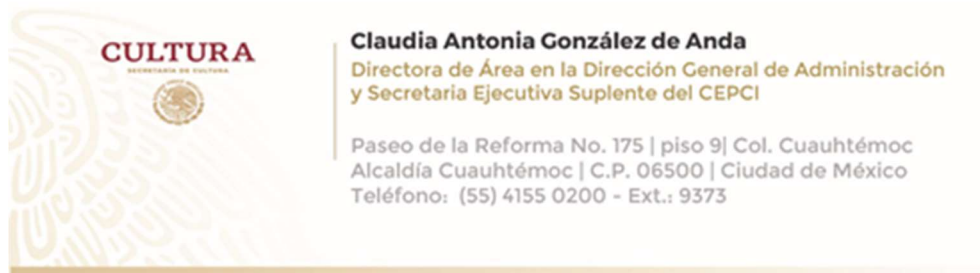 CULTURA
SECRETARÍA DE CULTURA
Claudia Antonia González de Anda
Directora de Área en la Dirección General de Administración
y Secretaria Ejecutiva Suplente del CEPCI
Paseo de la Reforma No. 175 | piso 9| Col. Cuauhtémoc
Alcaldía Cuauhtémoc | C.P. 06500 | Ciudad de México
Teléfono: (55) 4155 0200 - Ext.: 9373